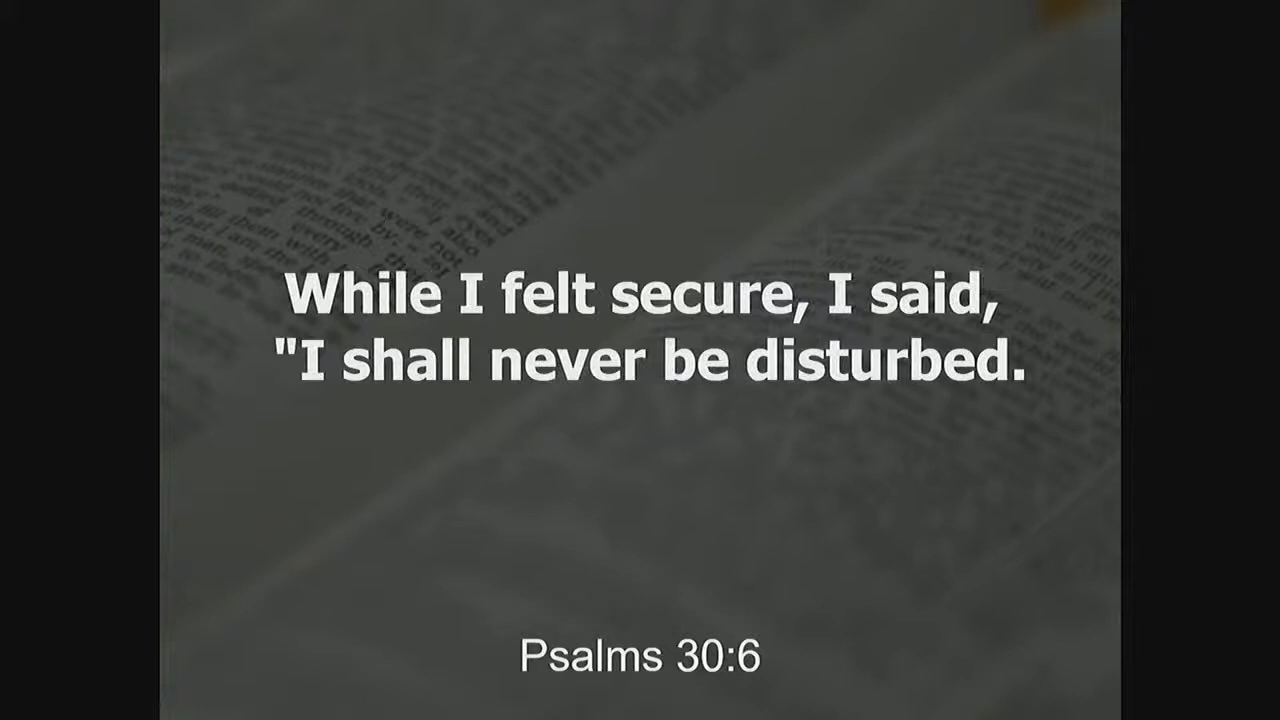 While I felt secure, I said,
"I shall never be disturbed.
Psalms 30:6